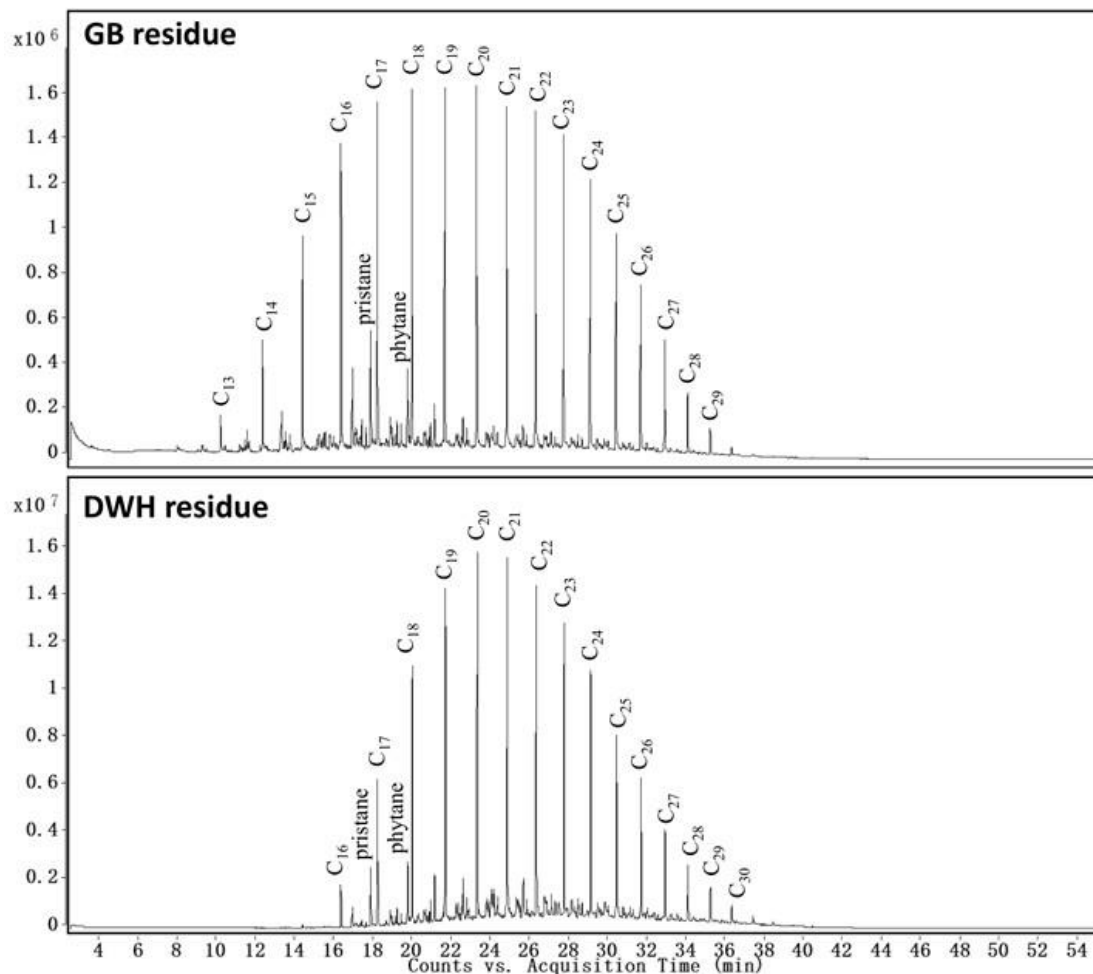 GB residue
x10 6
1.6
1.4
1.2
1
0.8
0.6
0.4
0.2
0
C13
C14
C15
C16
pristane
C17
phytane
C18
C19
C20
C21
C22
C23
C24
C25
C26
C27
C28
C29
DWH residue
x10 7
1.6
1.4
1.2
1
0.8
0.6
0.4
0.2
0
C16
pristane
C17
phytane
C18
C19
C20
C21
C22
C23
C24
C25
C26
C27
C28
C29
C30
4 6 8 10 12 14 16 18 20 22 24 26 28 30 32 34 36 38 40 42 44 46 48 50 52 54
Counts vs. Acquisition Time (min)